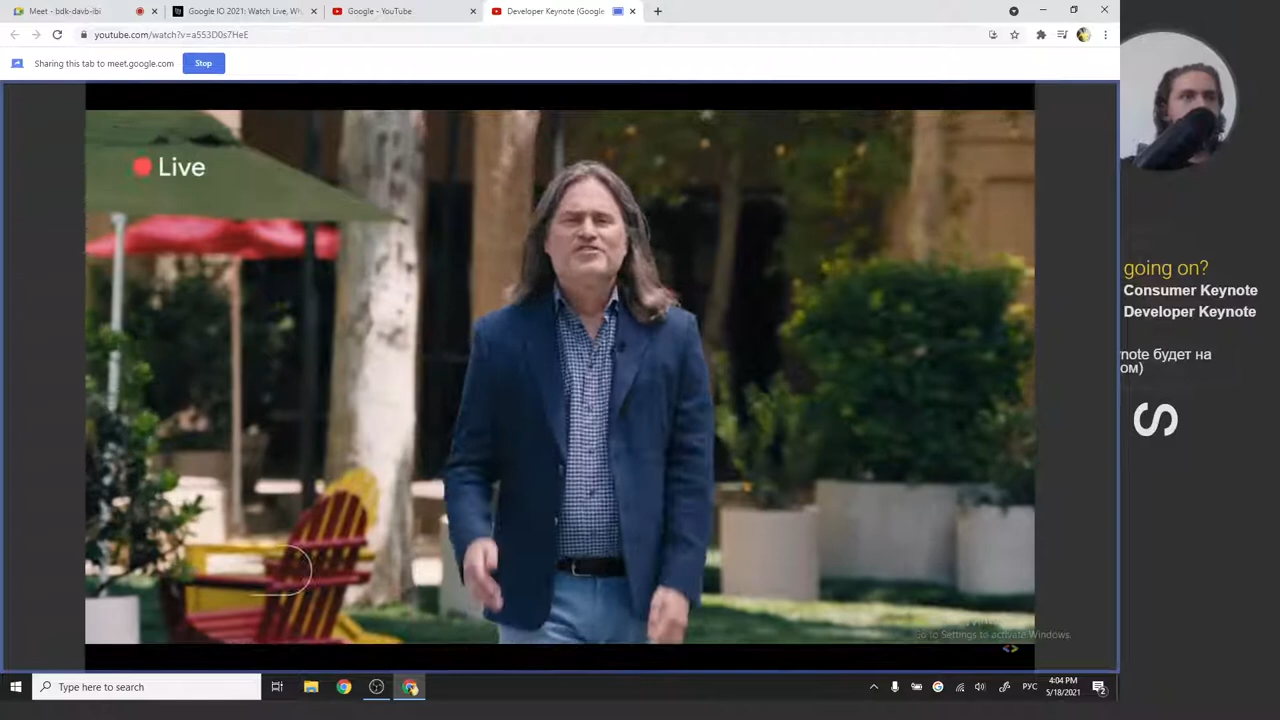 Meet - bdk-davb-ibi
Google IO 2021: Watch Live, Wh
Google - YouTube
Developer Keynote (Google
youtube.com/watch?v=a553D0s7HeE
Sharing this tab to meet.google.com
Stop
Live
going on?
Consumer Keynote
Developer Keynote
note будет на
ом)
S
Go to Settings to activate Windows.
Type here to search
РУС
4:04 PM
5/18/2021
2